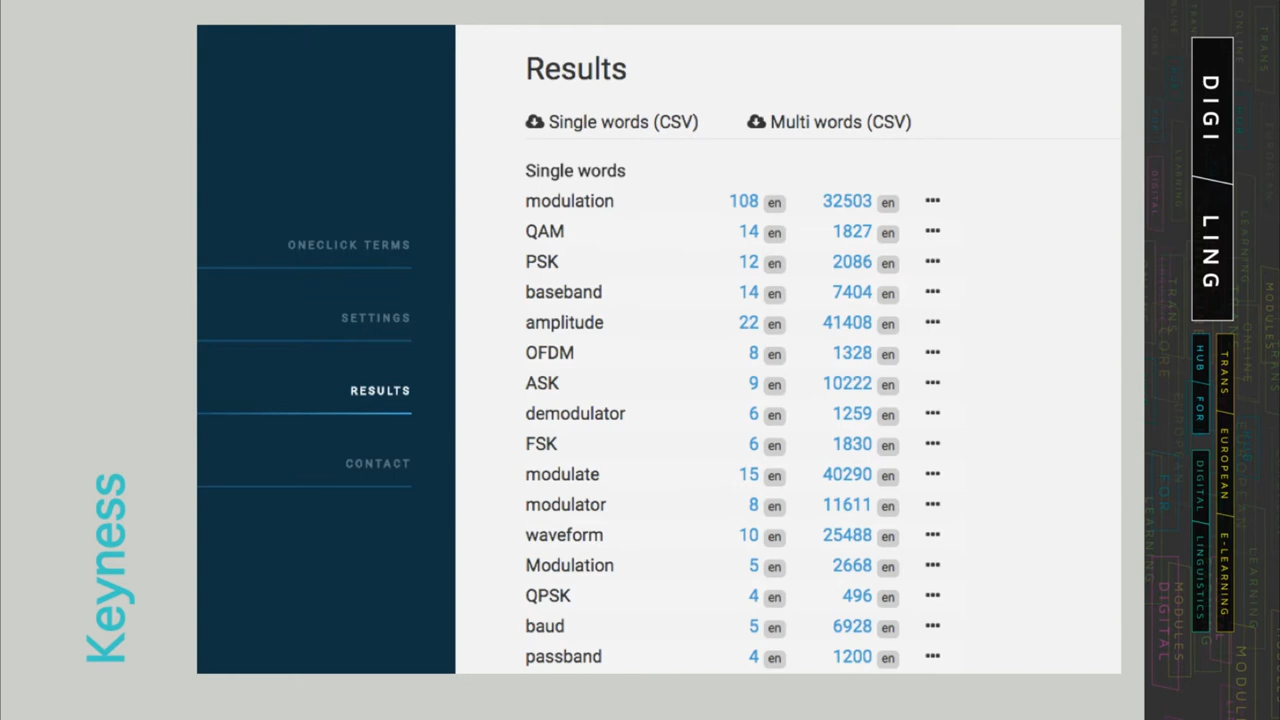 Keyness
ONECLICK TERMS
SETTINGS
RESULTS
CONTACT
Results
Single words (CSV) Multi words (CSV)
Single words
modulation 108 en 32503 en •••
QAM 14 en 1827 en •••
PSK 12 en 2086 en •••
baseband 14 en 7404 en •••
amplitude 22 en 41408 en •••
OFDM 8 en 1328 en •••
ASK 9 en 10222 en •••
demodulator 6 en 1259 en •••
FSK 6 en 1830 en •••
modulate 15 en 40290 en •••
modulator 8 en 11611 en •••
waveform 10 en 25488 en •••
Modulation 5 en 2668 en •••
QPSK 4 en 496 en •••
baud 5 en 6928 en •••
passband 4 en 1200 en •••
DIGI / LING
TRANS / EUROPEAN / E-LEARNING
HUB / FOR
DIGITAL / LINGUISTICS